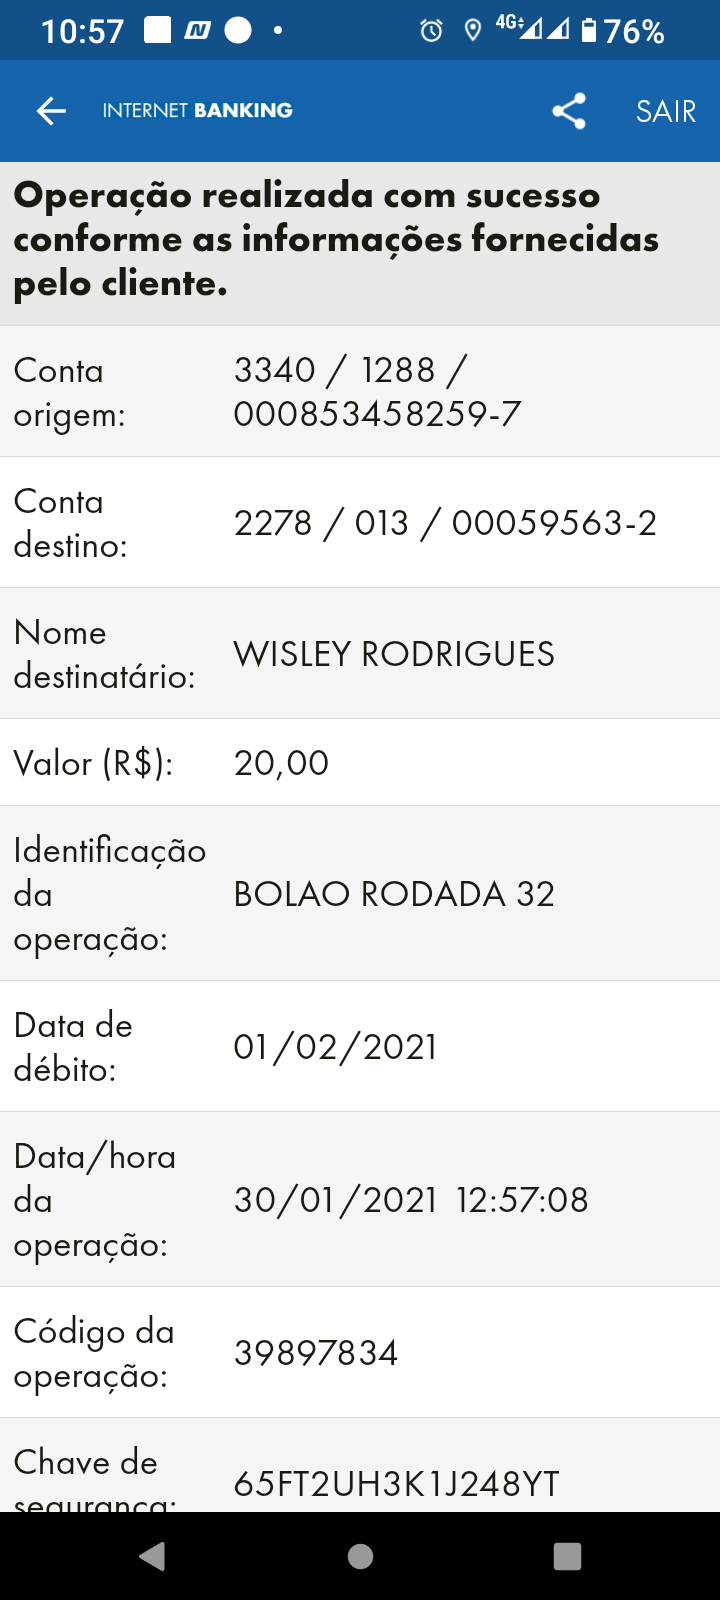 10:57 N 4G 76%
INTERNET BANKING SAIR
Operação realizada com sucesso
conforme as informações fornecidas
pelo cliente.
Conta
origem:
3340 / 1288 /
000853458259-7
Conta
destino:
2278 / 013 / 00059563-2
Nome
destinatário:
WISLEY RODRIGUES
Valor (R$): 20,00
Identificação
da
operação:
BOLAO RODADA 32
Data de
débito:
01/02/2021
Data/hora
da
operação:
30/01/2021 12:57:08
Código da
operação:
39897834
Chave de
segurança:
65FT2UH3K1J248YT